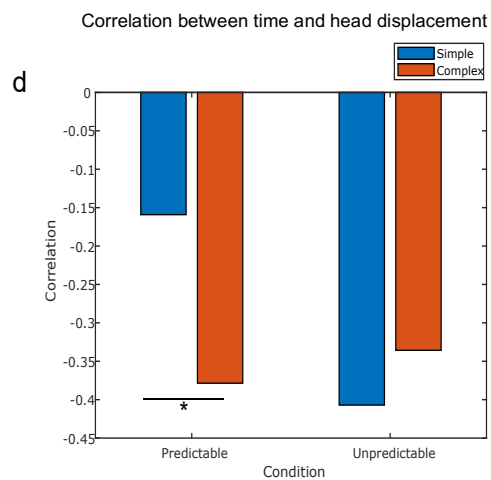 Correlation between time and head displacement
Simple
Complex
d
0
-0.05
-0.1
-0.15
-0.2
-0.25
-0.3
-0.35
-0.4
-0.45
Correlation
*
Predictable
Unpredictable
Condition